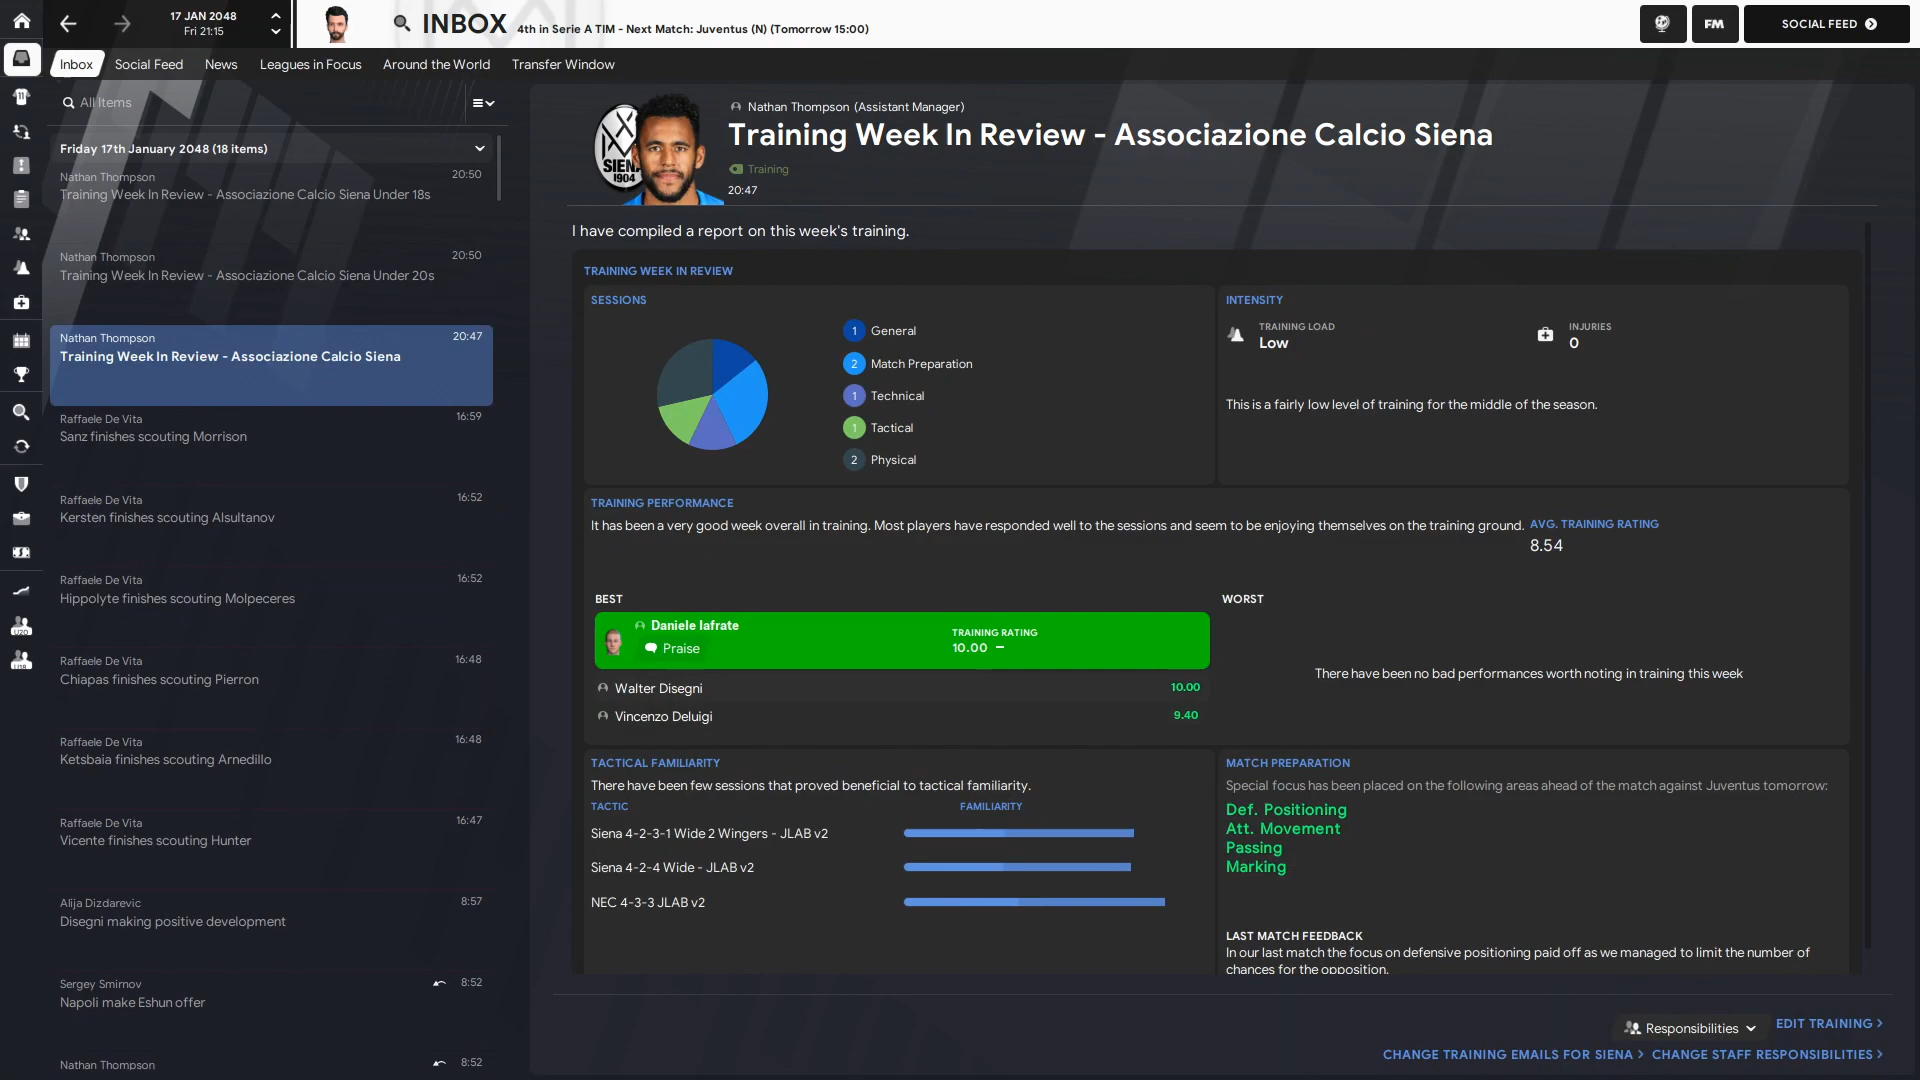 17 JAN 2048
Fri 21:15
INBOX
4th in Serie A TIM - Next Match: Juventus (N) (Tomorrow 15:00)
FM
SOCIAL FEED
Inbox
Social Feed
News
Leagues in Focus
Around the World
Transfer Window
All Items
Friday 17th January 2048 (18 items)
Nathan Thompson
20:50
Training Week In Review - Associazione Calcio Siena Under 18s
Nathan Thompson
20:50
Training Week In Review - Associazione Calcio Siena Under 20s
Nathan Thompson
20:47
Training Week In Review - Associazione Calcio Siena
Raffaele De Vita
16:59
Sanz finishes scouting Morrison
Raffaele De Vita
16:52
Kersten finishes scouting Alsultanov
Raffaele De Vita
16:52
Hippolyte finishes scouting Molpeceres
Raffaele De Vita
16:48
Chiapas finishes scouting Pierron
Raffaele De Vita
16:48
Ketsbaia finishes scouting Arnedillo
Raffaele De Vita
16:47
Vicente finishes scouting Hunter
Alija Dizdarevic
8:57
Disegni making positive development
Sergey Smirnov
8:52
Napoli make Eshun offer
Nathan Thompson
8:52
11
U20
U18
SIENA
1904
Nathan Thompson (Assistant Manager)
Training Week In Review - Associazione Calcio Siena
Training
20:47
I have compiled a report on this week's training.
TRAINING WEEK IN REVIEW
SESSIONS
1 General
2 Match Preparation
1 Technical
1 Tactical
2 Physical
INTENSITY
TRAINING LOAD
Low
INJURIES
0
This is a fairly low level of training for the middle of the season.
TRAINING PERFORMANCE
It has been a very good week overall in training. Most players have responded well to the sessions and seem to be enjoying themselves on the training ground.
AVG. TRAINING RATING
8.54
BEST
Daniele Iafrate
Praise
TRAINING RATING
10.00 –
Walter Disegni
10.00
Vincenzo Deluigi
9.40
WORST
There have been no bad performances worth noting in training this week
TACTICAL FAMILIARITY
There have been few sessions that proved beneficial to tactical familiarity.
TACTIC
FAMILIARITY
Siena 4-2-3-1 Wide 2 Wingers - JLAB v2
Siena 4-2-4 Wide - JLAB v2
NEC 4-3-3 JLAB v2
MATCH PREPARATION
Special focus has been placed on the following areas ahead of the match against Juventus tomorrow:
Def. Positioning
Att. Movement
Passing
Marking
LAST MATCH FEEDBACK
In our last match the focus on defensive positioning paid off as we managed to limit the number of
chances for the opposition.
Responsibilities
EDIT TRAINING >
CHANGE TRAINING EMAILS FOR SIENA >
CHANGE STAFF RESPONSIBILITIES >